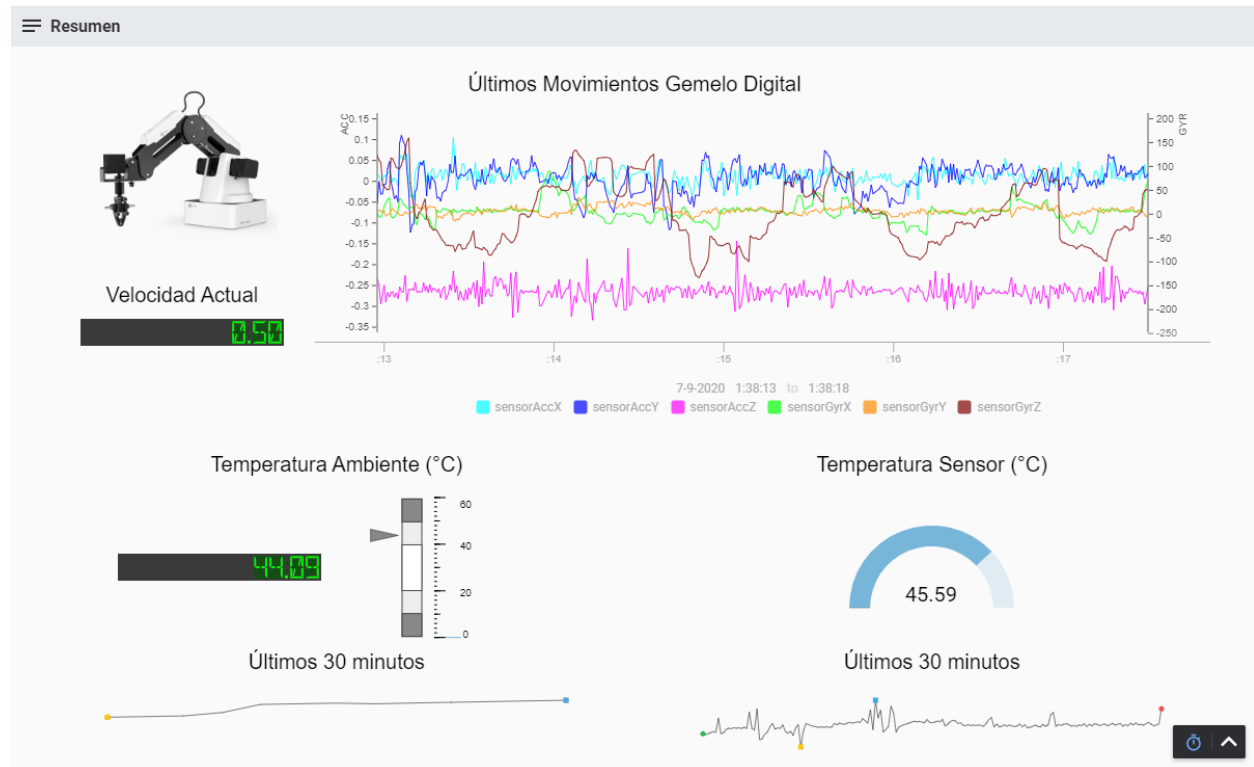 Resumen
Últimos Movimientos Gemelo Digital
ACC
GYR
0.15
0.1
0.05
0
-0.05
-0.1
-0.15
-0.2
-0.25
-0.3
-0.35
200
150
100
50
0
-50
-100
-150
-200
-250
:13 :14 :15 :16 :17
7-9-2020 1:38:13 to 1:38:18
sensorAccX sensorAccY sensorAccZ sensorGyrX sensorGyrY sensorGyrZ
Velocidad Actual
0.50
Temperatura Ambiente (°C)
44.09
60
40
20
0
Últimos 30 minutos
Temperatura Sensor (°C)
45.59
Últimos 30 minutos